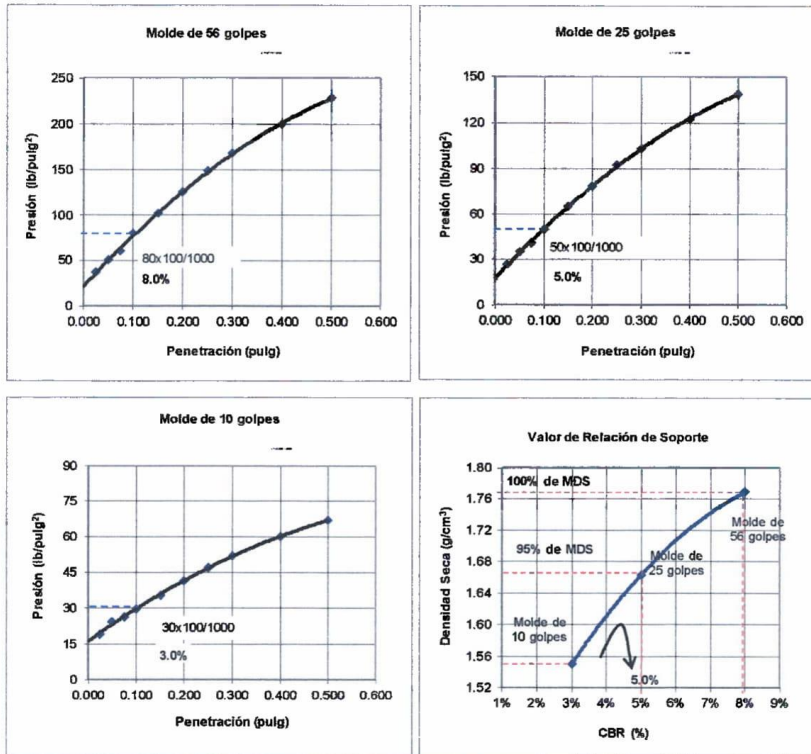 Molde de 56 golpes
Presión (lb/pulg²)
250
200
150
100
50
0
80x100/1000
8.0%
0.000 0.100 0.200 0.300 0.400 0.500 0.600
Penetración (pulg)
Molde de 25 golpes
Presión (lb/pulg²)
150
120
90
60
30
0
50x100/1000
5.0%
0.000 0.100 0.200 0.300 0.400 0.500 0.600
Penetración (pulg)
Molde de 10 golpes
Presión (lb/pulg²)
90
75
60
45
30
15
0
30x100/1000
3.0%
0.000 0.100 0.200 0.300 0.400 0.500 0.600
Penetración (pulg)
Valor de Relación de Soporte
Densidad Seca (g/cm³)
1.80
1.76
1.68
1.64
1.60
1.56
1.52
100% de MDS
95% de MDS
Molde de
56 golpes
Molde de
25 golpes
Molde de
10 golpes
5.0%
1% 2% 3% 4% 5% 6% 7% 8% 9%
CBR (%)